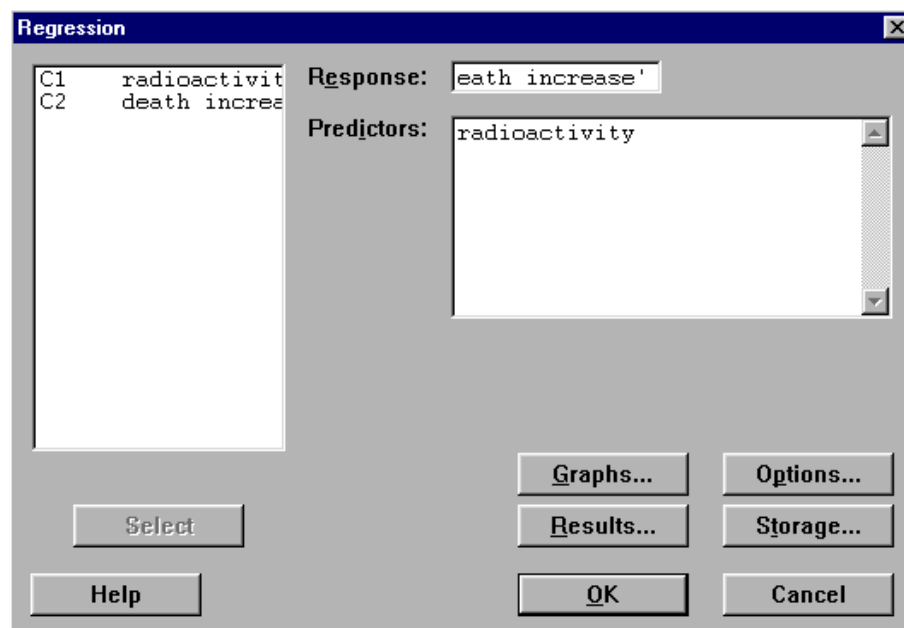 Regression
C1 radioactivit
C2 death increa
Response: eath increase'
Predictors: radioactivity
Graphs...
Options...
Select
Results...
Storage...
Help
OK
Cancel